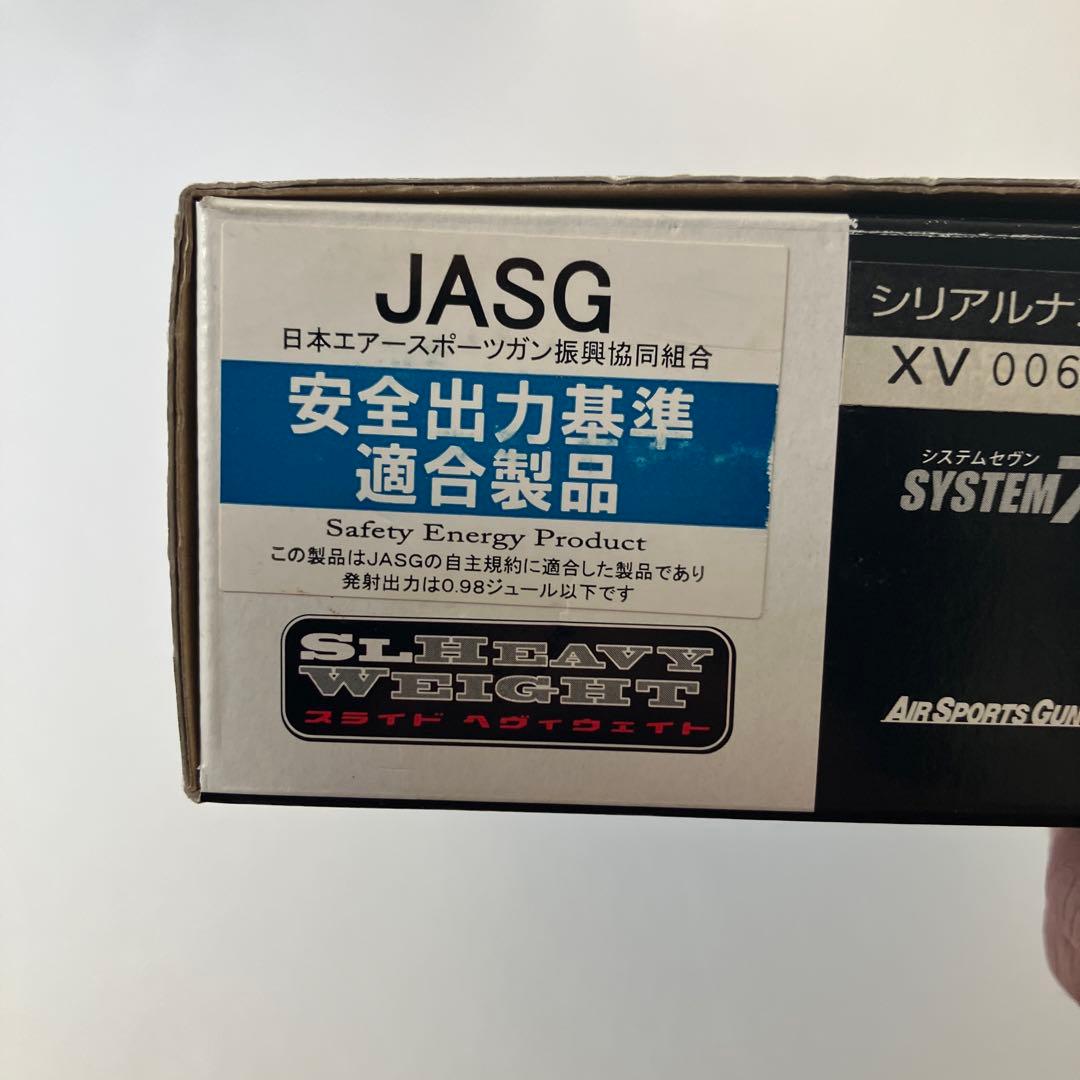 JASG
日本エアースポーツガン振興協同組合
安全出力基準
適合製品
Safety Energy Product
この製品はJASGの自主規約に適合した製品であり
発射出力は0.98ジュール以下です
SLHEAVY
WEIGHT
スライド ヘヴィウェイト
シリアルナ
XV 006
システムセヴン
SYSTEM7
AIR SPORTS GUN